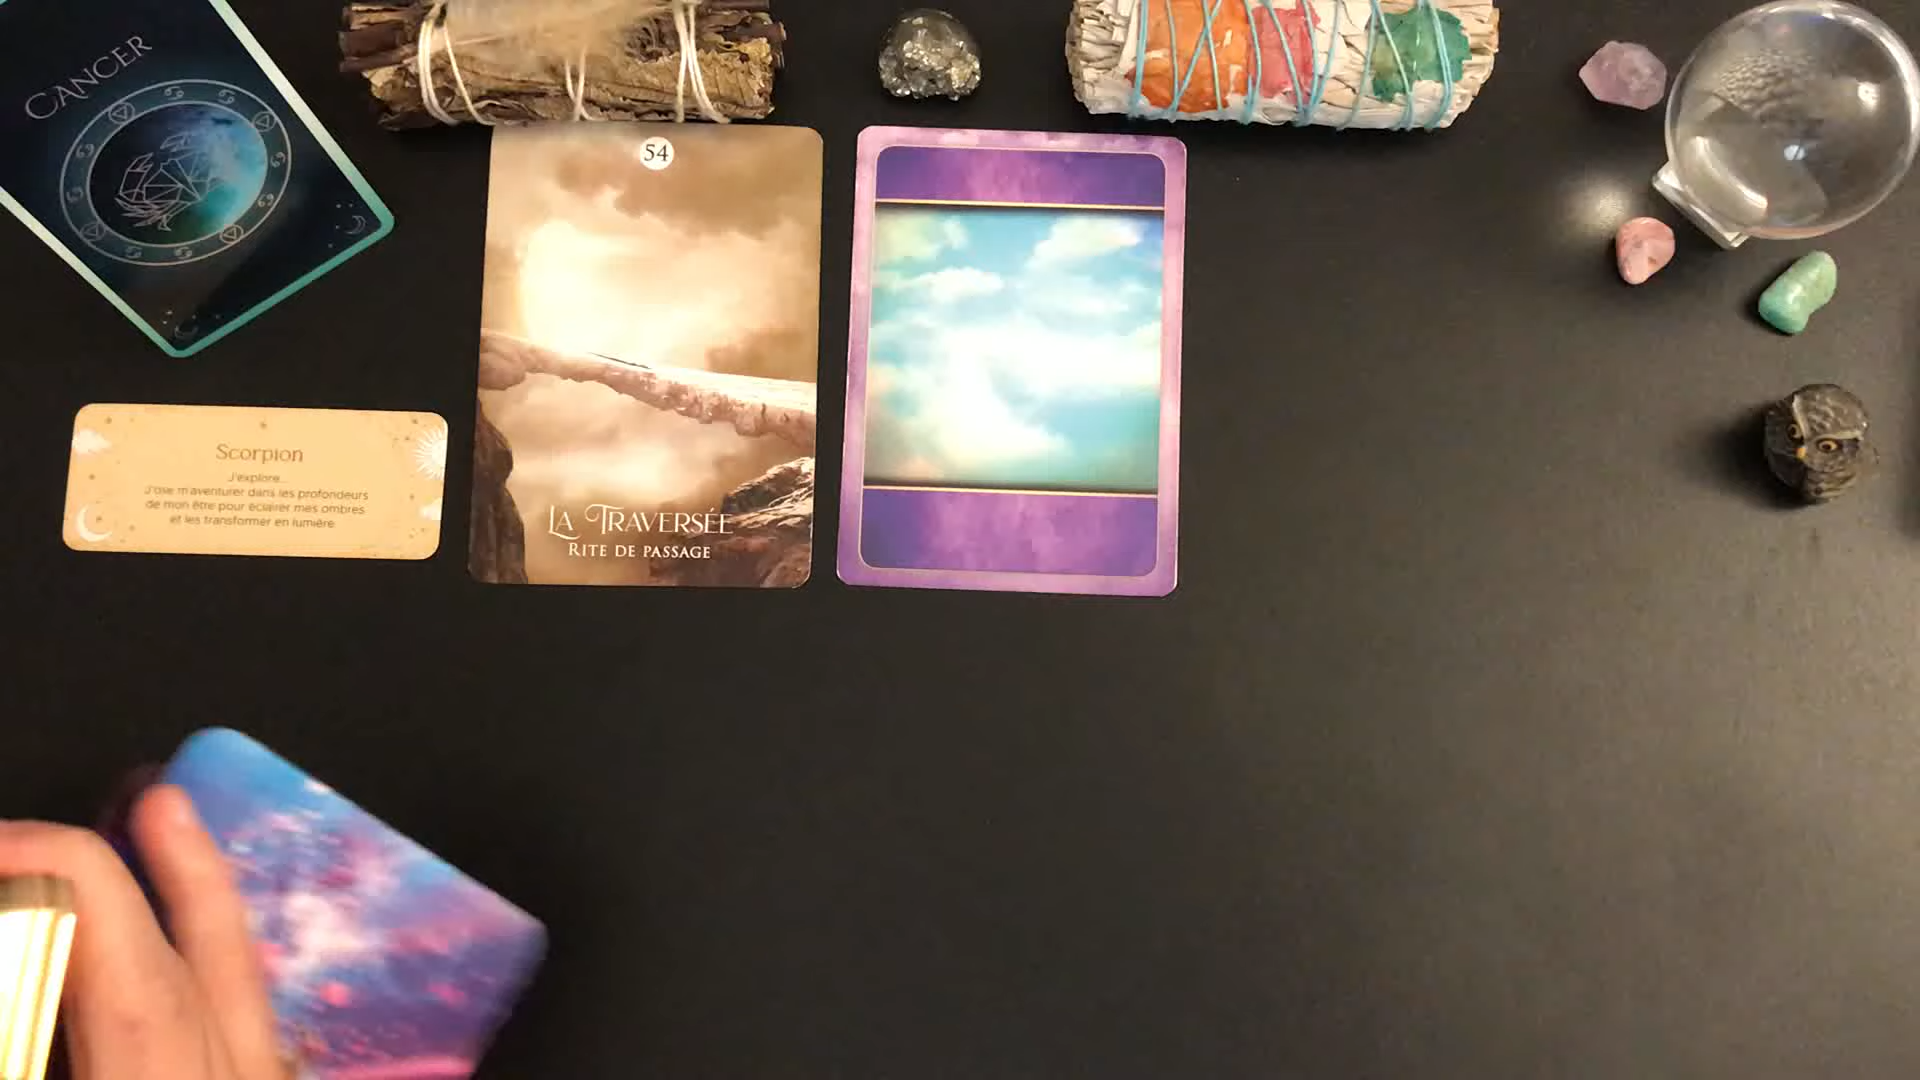 CANCER
54
LA TRAVERSÉE
RITE DE PASSAGE
Scorpion
J'explore...
J'ose m'aventurer dans les profondeurs
de mon être pour éclairer mes ombres
et les transformer en lumière.